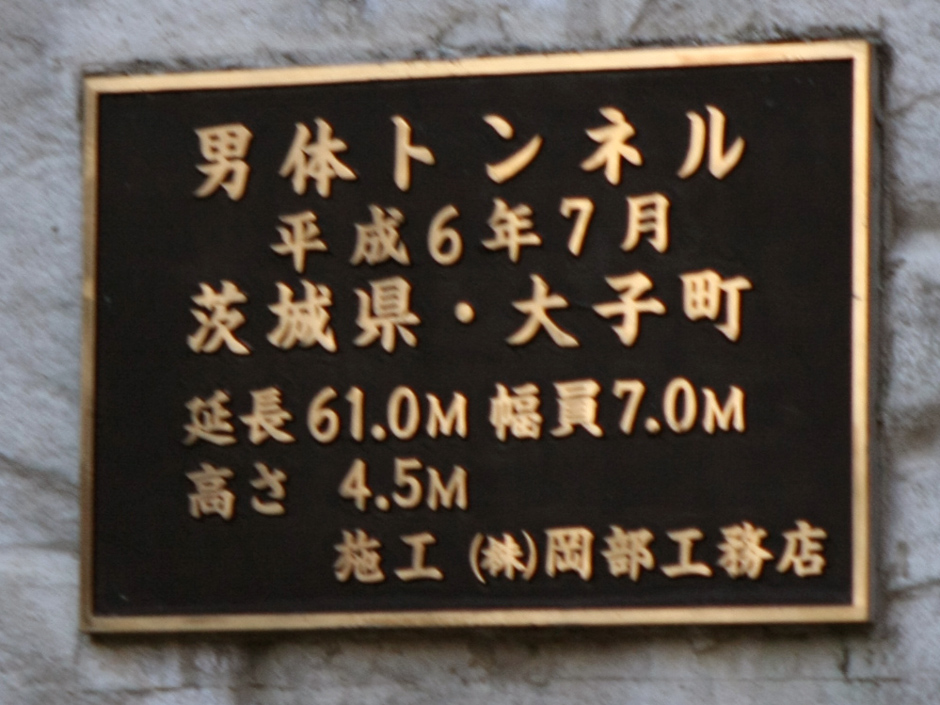 男体トンネル
平成6年7月
茨城県・大子町
延長61.0M 幅員7.0M
高さ 4.5M
施工 (株)岡部工務店